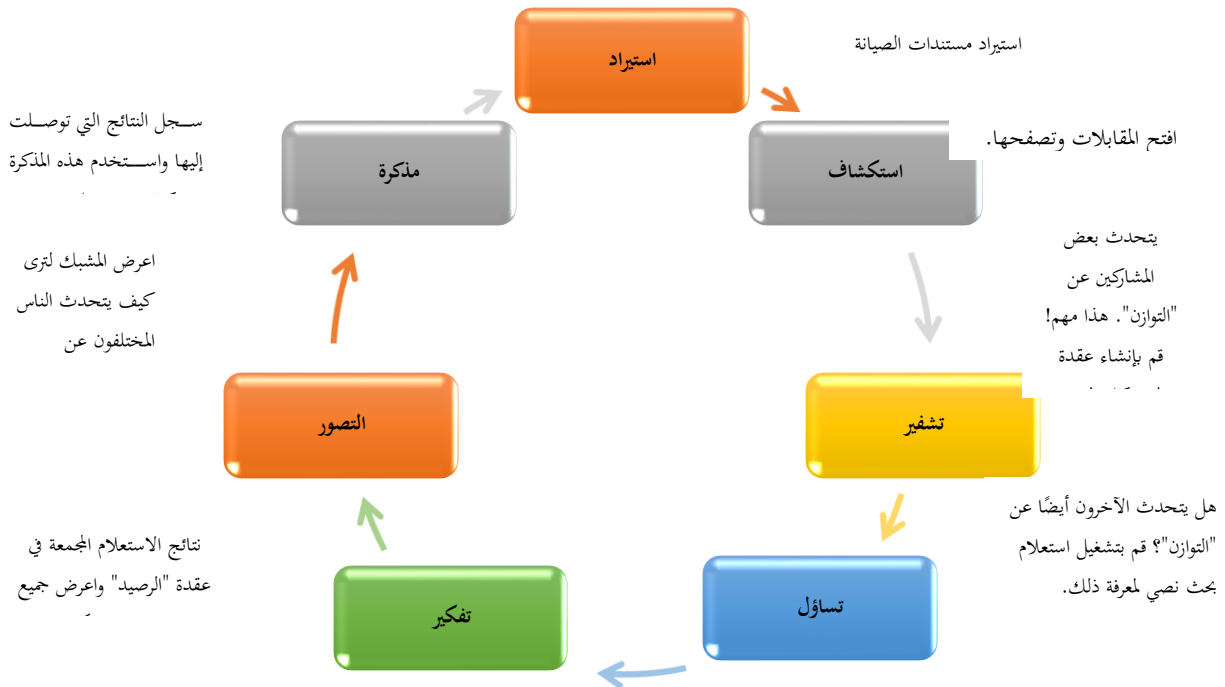 استيراد
استيراد مستندات الصيانة
استكشاف
افتح المقابلات وتصفحها.
يتحدث بعض
المشاركين عن
"التوازن". هذا مهم!
قم بإنشاء عقدة
تشفير
هل يتحدث الآخرون أيضًا عن
"التوازن"؟ قم بتشغيل استعلام
بحث نصي لمعرفة ذلك.
تساؤل
تفكير
نتائج الاستعلام المجمعة في
عقدة "الرصيد" واعرض جميع
التصور
اعرض المشبك لترى
كيف يتحدث الناس
المختلفون عن
مذكرة
ســجل النتائج التي توصــلت
إليها واســتخدم هذه المذكرة